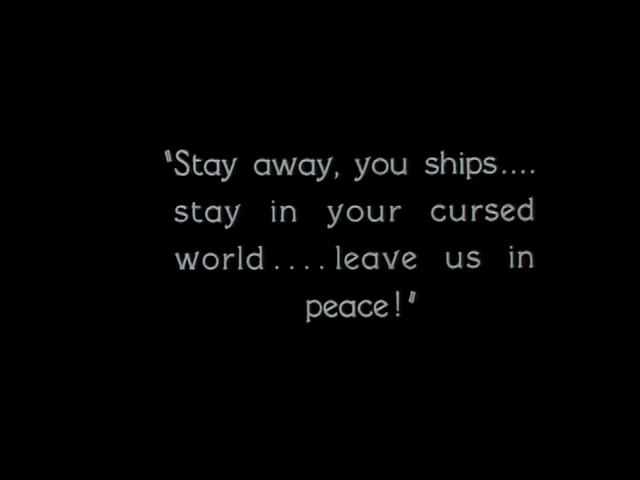 "Stay away, you ships....
stay in your cursed
world....leave us in
peace!"